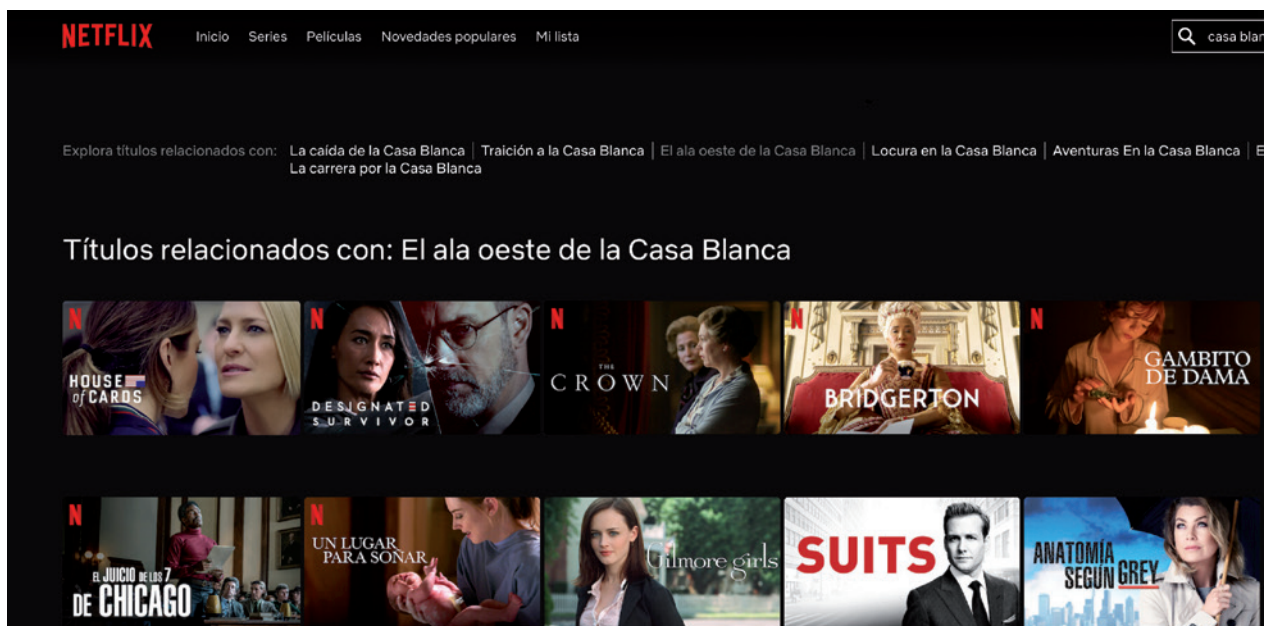 NETFLIX Inicio Series Películas Novedades populares Mi lista casa blan
Explora títulos relacionados con: La caída de la Casa Blanca | Traición a la Casa Blanca | El ala oeste de la Casa Blanca | Locura en la Casa Blanca | Aventuras En la Casa Blanca | E
La carrera por la Casa Blanca
Títulos relacionados con: El ala oeste de la Casa Blanca
N
HOUSE
of CARDS
N
DESIGNATED
SURVIVOR
N
THE
CROWN
N
BRIDGERTON
N
GAMBITO
DE DAMA
N
EL JUICIO DE LOS 7
DE CHICAGO
N
UN LUGAR
PARA SOÑAR
Gilmore girls
SUITS
ANATOMÍA
SEGÚN GREY